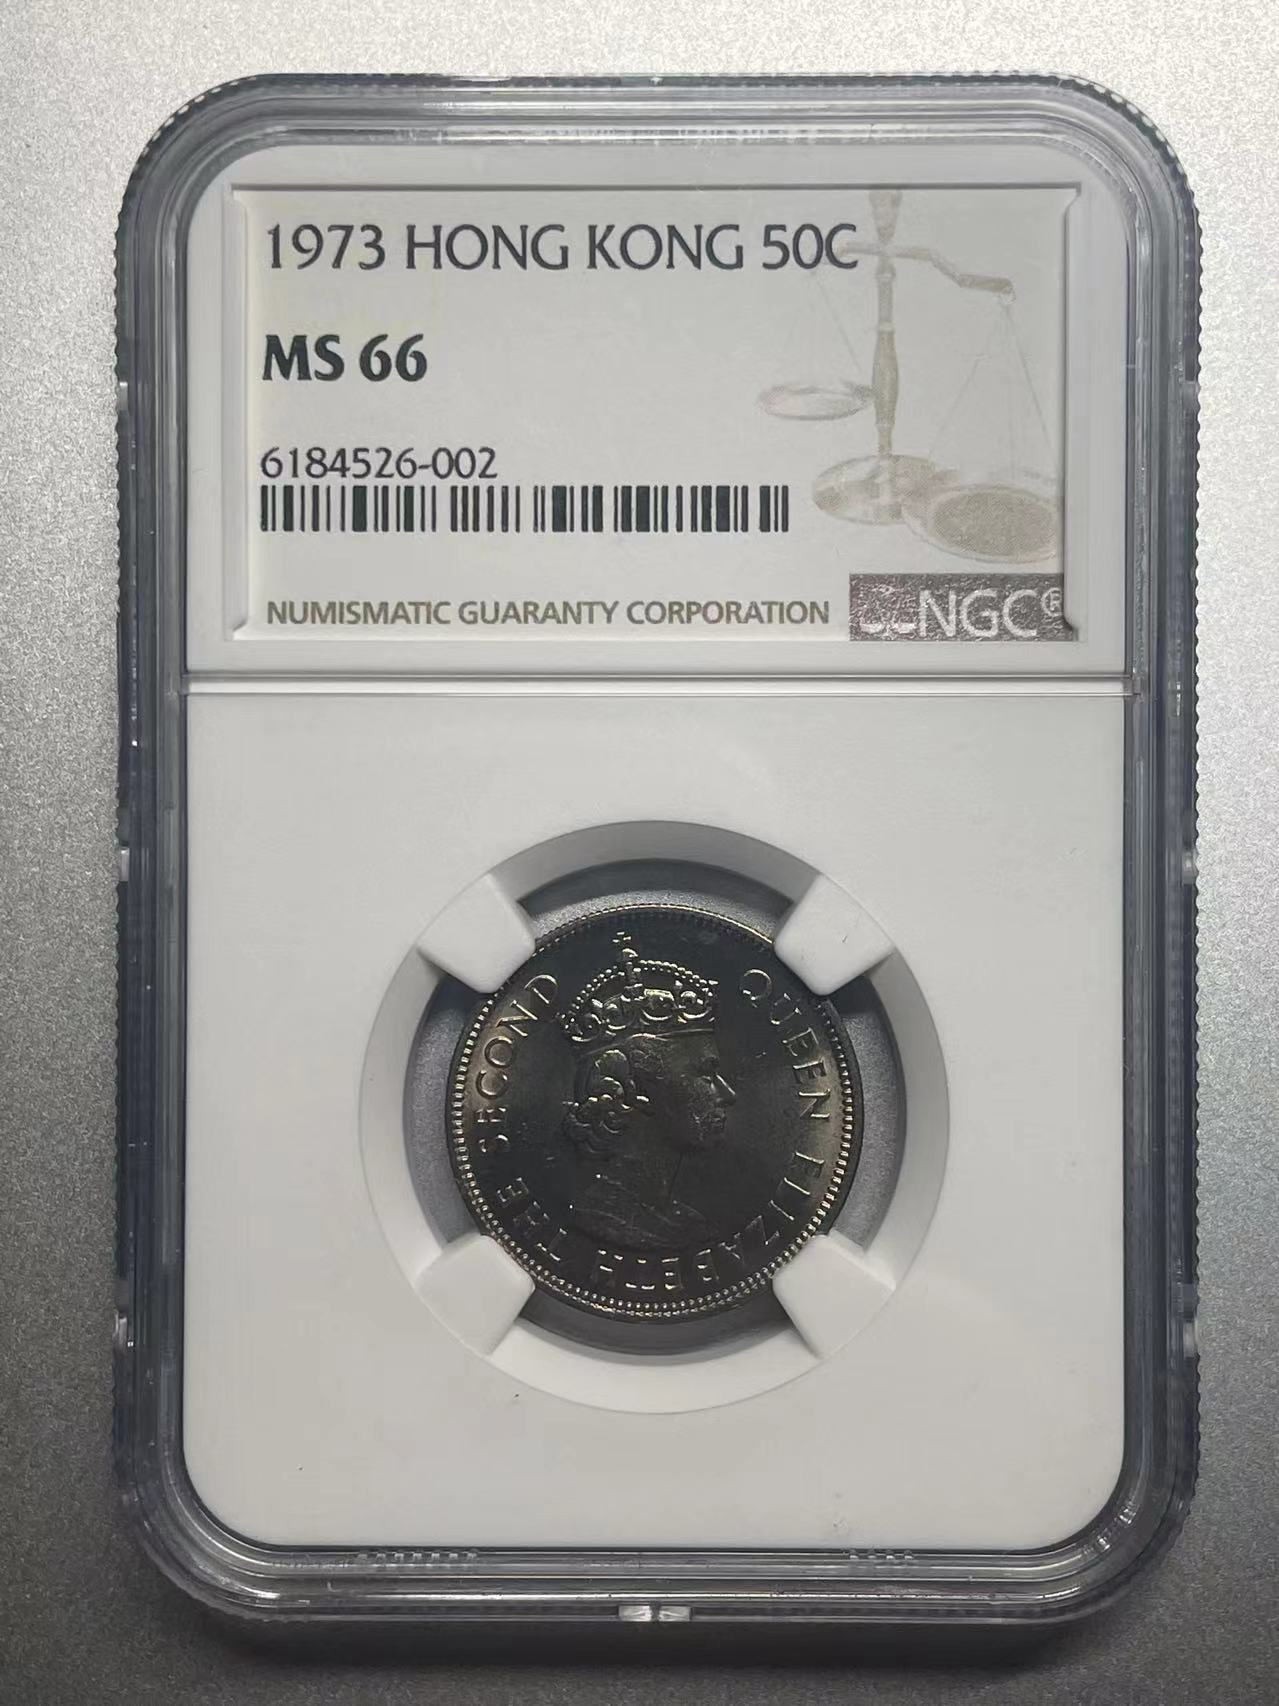 1973 HONG KONG 50C
MS 66
6184526-002
NUMISMATIC GUARANTY CORPORATION
NGC®
QUEEN ELIZABETH THE SECOND